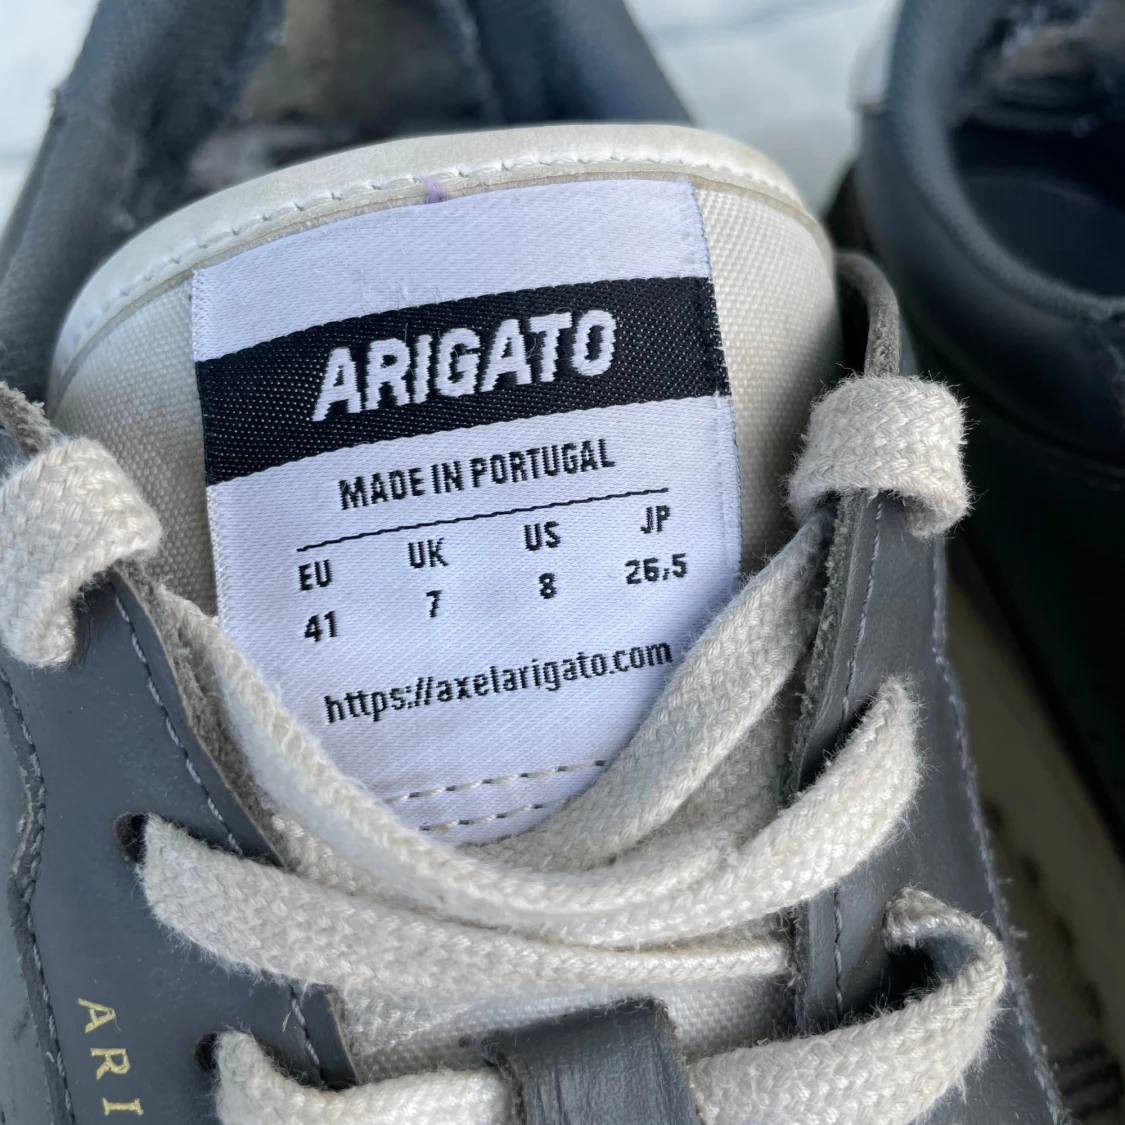 ARIGATO
MADE IN PORTUGAL
EU UK US JP
41 7 8 26,5
https://axelarigato.com
ARI